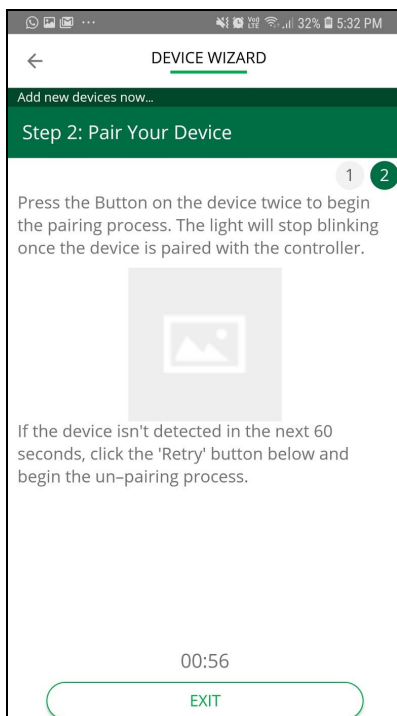 32% 5:32 PM
DEVICE WIZARD
Add new devices now...
Step 2: Pair Your Device
1 2
Press the Button on the device twice to begin
the pairing process. The light will stop blinking
once the device is paired with the controller.
If the device isn't detected in the next 60
seconds, click the 'Retry' button below and
begin the un–pairing process.
00:56
EXIT